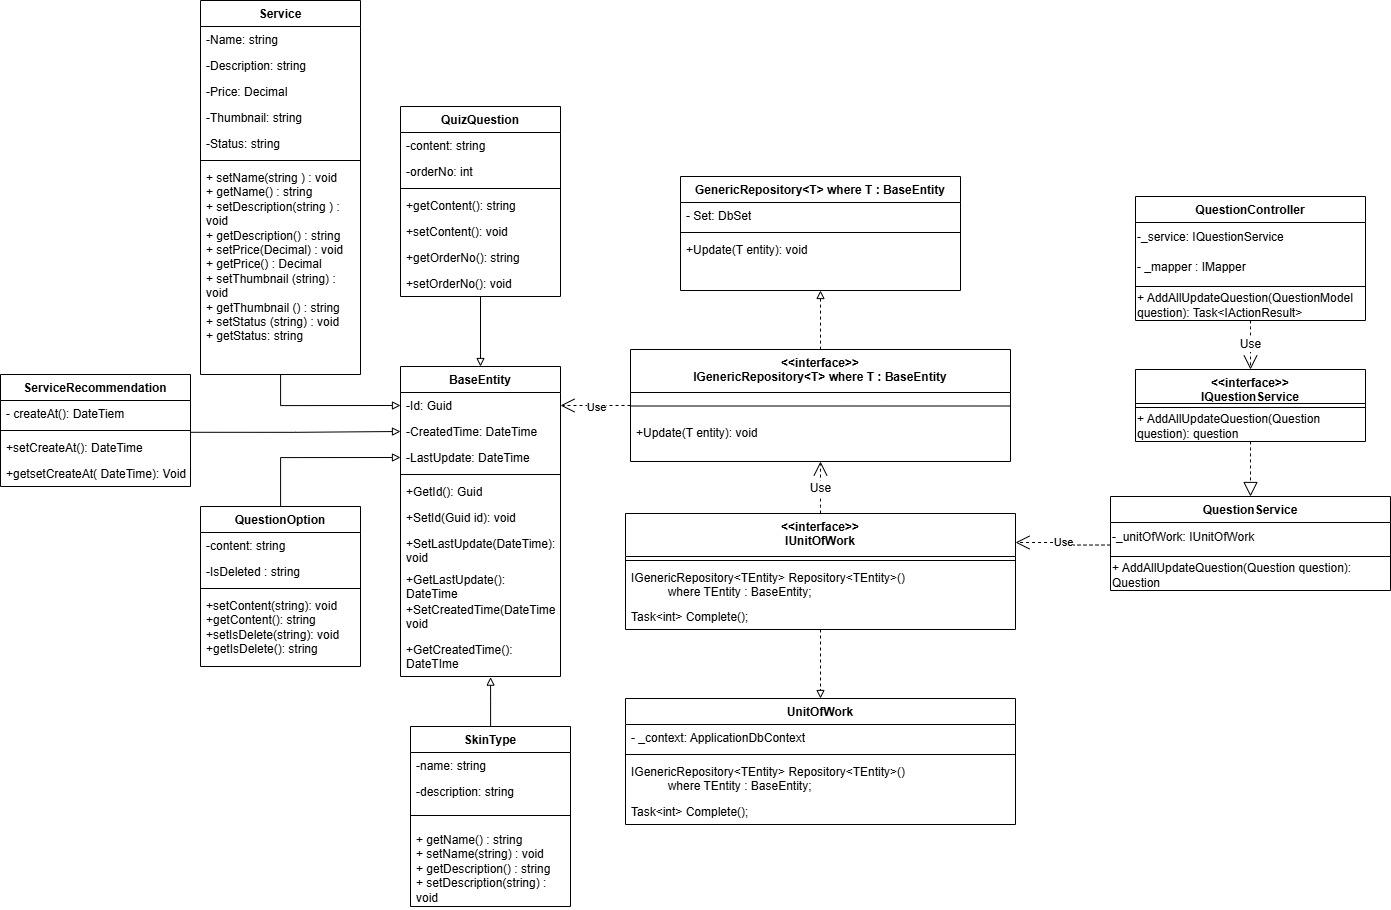 Service
-Name: string
-Description: string
-Price: Decimal
-Thumbnail: string
-Status: string
+ setName(string ) : void
+ getName() : string
+ setDescription(string ) :
void
+ getDescription() : string
+ setPrice(Decimal) : void
+ getPrice() : Decimal
+ setThumbnail (string) :
void
+ getThumbnail () : string
+ setStatus (string) : void
+ getStatus: string
QuizQuestion
-content: string
-orderNo: int
+getContent(): string
+setContent(): void
+getOrderNo(): string
+setOrderNo(): void
ServiceRecommendation
- createAt(): DateTiem
+setCreateAt(): DateTime
+getsetCreateAt( DateTime): Void
QuestionOption
-content: string
-IsDeleted : string
+setContent(string): void
+getContent(): string
+setIsDelete(string): void
+getIsDelete(): string
BaseEntity
-Id: Guid
-CreatedTime: DateTime
-LastUpdate: DateTime
+GetId(): Guid
+SetId(Guid id): void
+SetLastUpdate(DateTime):
void
+GetLastUpdate():
DateTime
+SetCreatedTime(DateTime
void
+GetCreatedTime():
DateTIme
SkinType
-name: string
-description: string
+ getName() : string
+ setName(string) : void
+ getDescription() : string
+ setDescription(string) :
void
GenericRepository<T> where T : BaseEntity
- Set: DbSet
+Update(T entity): void
<<interface>>
IGenericRepository<T> where T : BaseEntity
+Update(T entity): void
Use
Use
<<interface>>
IUnitOfWork
IGenericRepository<TEntity> Repository<TEntity>()
where TEntity : BaseEntity;
Task<int> Complete();
UnitOfWork
- _context: ApplicationDbContext
IGenericRepository<TEntity> Repository<TEntity>()
where TEntity : BaseEntity;
Task<int> Complete();
QuestionController
-_service: IQuestionService
- _mapper : IMapper
+ AddAllUpdateQuestion(QuestionModel
question): Task<IActionResult>
Use
<<interface>>
IQuestionService
+ AddAllUpdateQuestion(Question
question): question
QuestionService
-_unitOfWork: IUnitOfWork
+ AddAllUpdateQuestion(Question question):
Question
Use